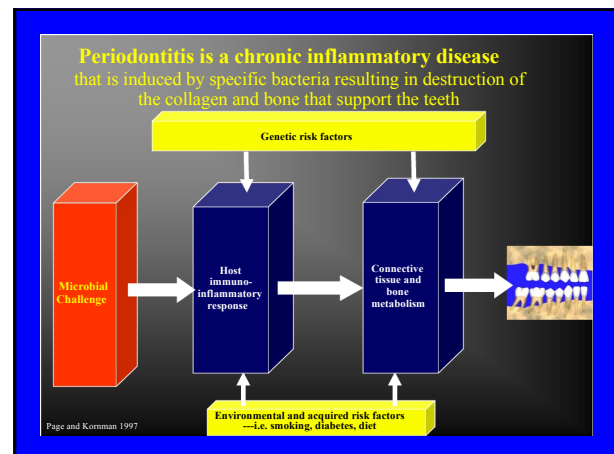 Periodontitis is a chronic inflammatory disease
that is induced by specific bacteria resulting in destruction of
the collagen and bone that support the teeth
Genetic risk factors
Microbial
Challenge
Host
immuno-
inflammatory
response
Connective
tissue and
bone
metabolism
Environmental and acquired risk factors
---i.e. smoking, diabetes, diet
Page and Kornman 1997